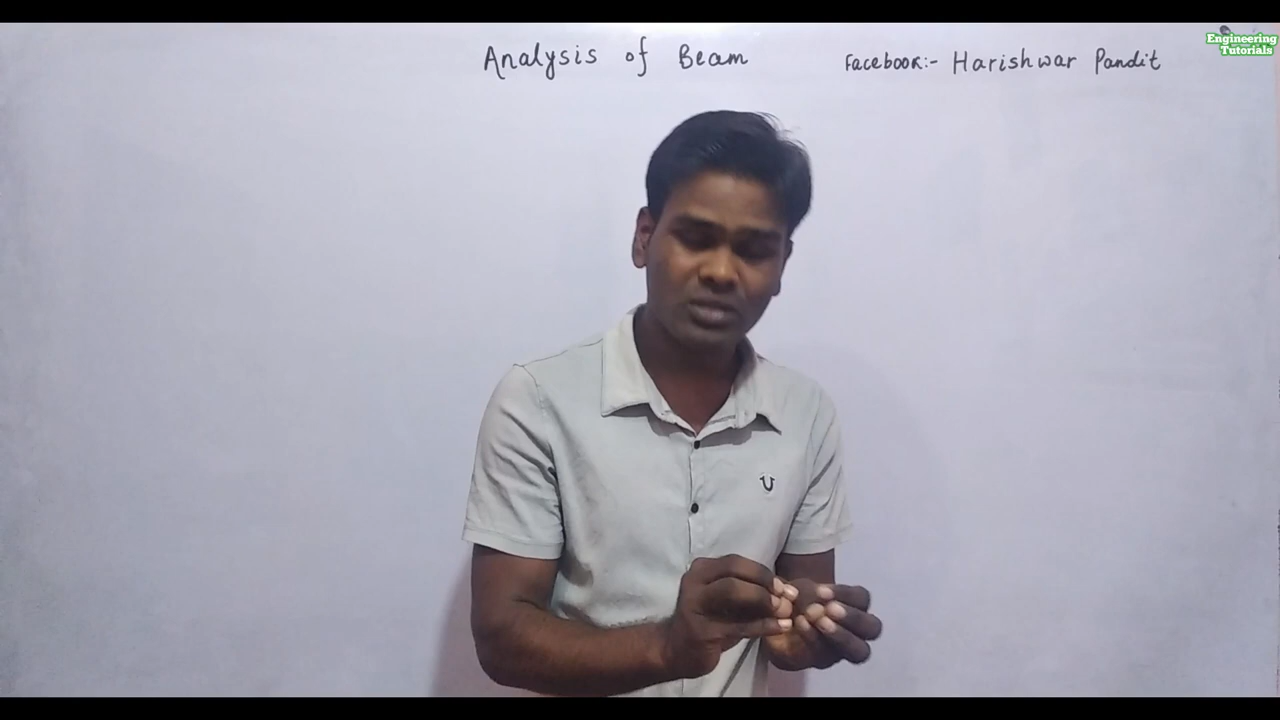 Analysis of Beam
Facebook:- Harishwar Pandit
Engineering
Tutorials